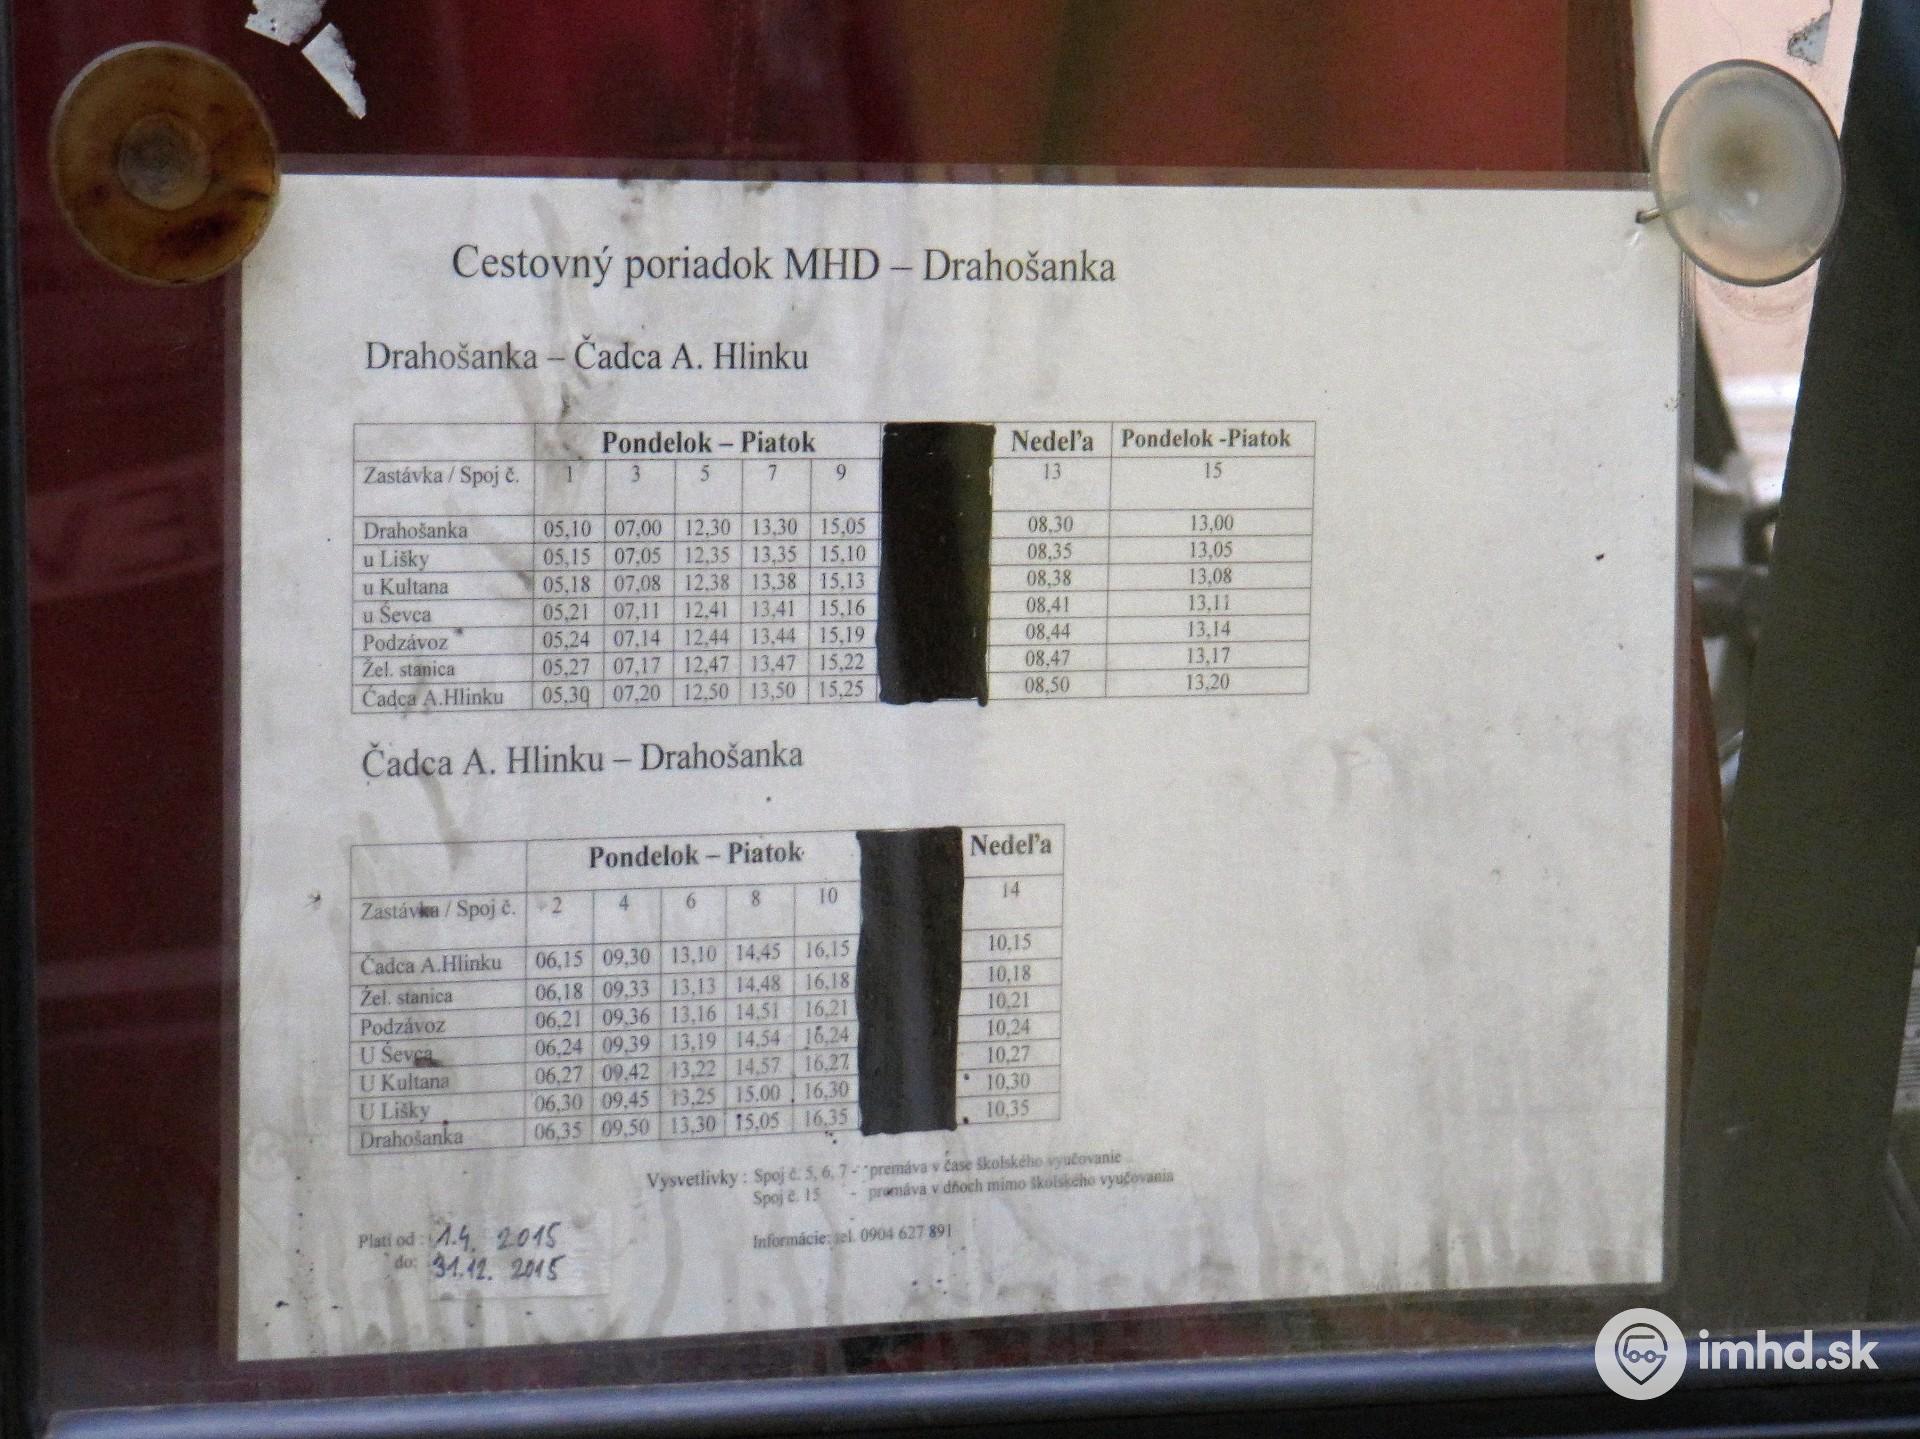 Cestovný poriadok MHD – Drahošanka
Drahošanka – Čadca A. Hlinku
Pondelok – Piatok Nedeľa Pondelok -Piatok
Zastávka / Spoj č. 1 3 5 7 9 13 15
Drahošanka 05,10 07,00 12,30 13,30 15,05 08,30 13,00
u Lišky 05,15 07,05 12,35 13,35 15,10 08,35 13,05
u Kultana 05,18 07,08 12,38 13,38 15,13 08,38 13,08
u Ševca 05,21 07,11 12,41 13,41 15,16 08,41 13,11
Podzávoz 05,24 07,14 12,44 13,44 15,19 08,44 13,14
Žel. stanica 05,27 07,17 12,47 13,47 15,22 08,47 13,17
Čadca A.Hlinku 05,30 07,20 12,50 13,50 15,25 08,50 13,20
Čadca A. Hlinku – Drahošanka
Pondelok – Piatok Nedeľa
Zastávka / Spoj č. 2 4 6 8 10 14
Čadca A.Hlinku 06,15 09,30 13,10 14,45 16,15 10,15
Žel. stanica 06,18 09,33 13,13 14,48 16,18 10,18
Podzávoz 06,21 09,36 13,16 14,51 16,21 10,21
U Ševca 06,24 09,39 13,19 14,54 16,24 10,24
U Kultana 06,27 09,42 13,22 14,57 16,27 10,27
U Lišky 06,30 09,45 13,25 15,00 16,30 10,30
Drahošanka 06,35 09,50 13,30 15,05 16,35 10,35
Vysvetlivky : Spoj č. 5, 6, 7 - premáva v čase školského vyučovanie
Spoj č. 15 - premáva v dňoch mimo školského vyučovania
Platí od : 1.4. 2015
do: 31.12. 2015
Informácie: tel. 0904 627 891
imhd.sk